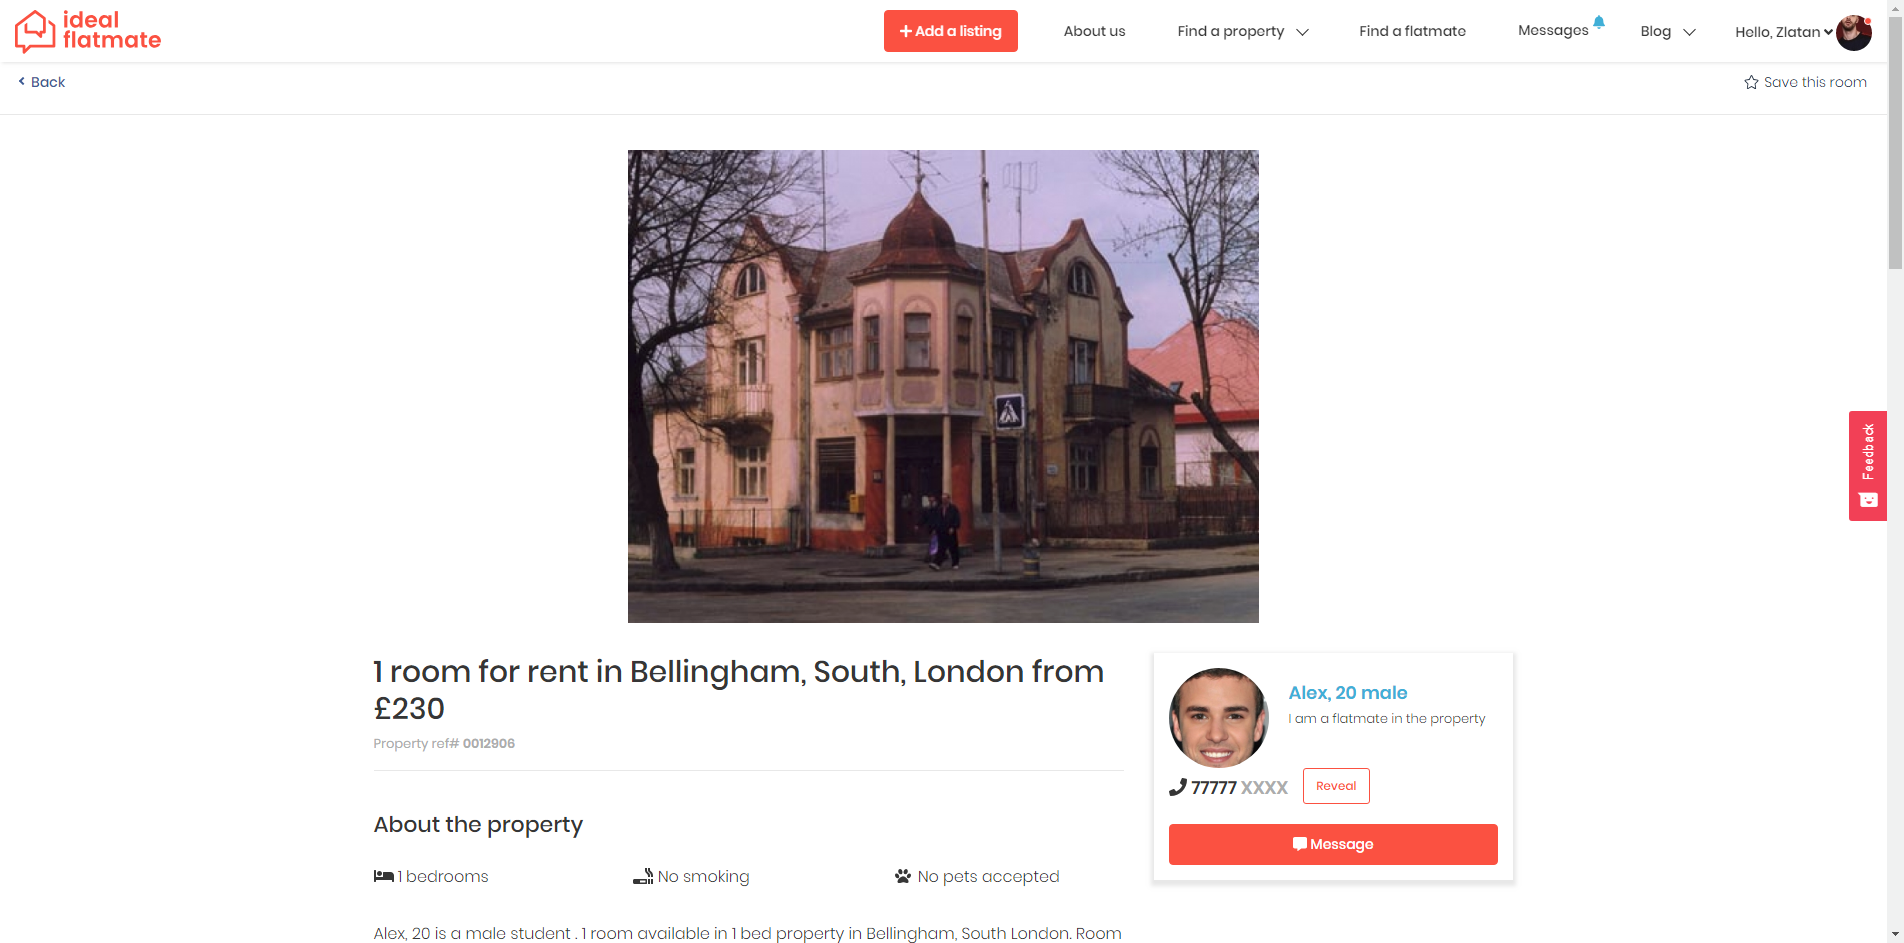 ideal
flatmate
Add a listing
About us
Find a property
Find a flatmate
Messages
Blog
Hello, Zlatan
Back
Save this room
Feedback
1 room for rent in Bellingham, South, London from
£230
Property ref# 0012906
Alex, 20 male
I am a flatmate in the property
77777 XXXX
Reveal
Message
About the property
1 bedrooms
No smoking
No pets accepted
Alex, 20 is a male student . 1 room available in 1 bed property in Bellingham, South London. Room